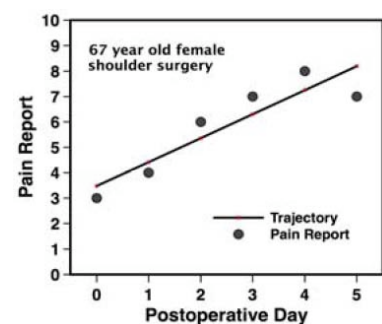 10
9
8
7
6
5
4
3
2
1
0
Pain Report
67 year old female
shoulder surgery
Trajectory
Pain Report
0 1 2 3 4 5
Postoperative Day